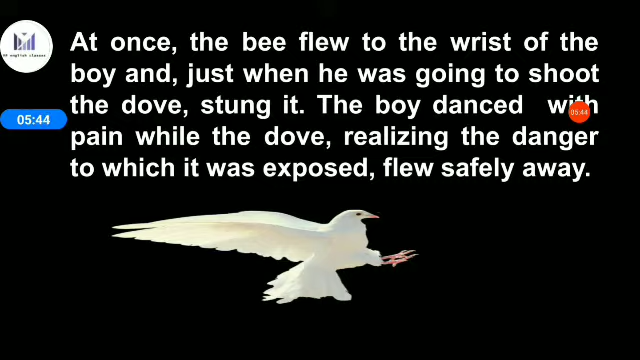 At once, the bee flew to the wrist of the
boy and, just when he was going to shoot
the dove, stung it. The boy danced with
pain while the dove, realizing the danger
to which it was exposed, flew safely away.
05:44
05:44